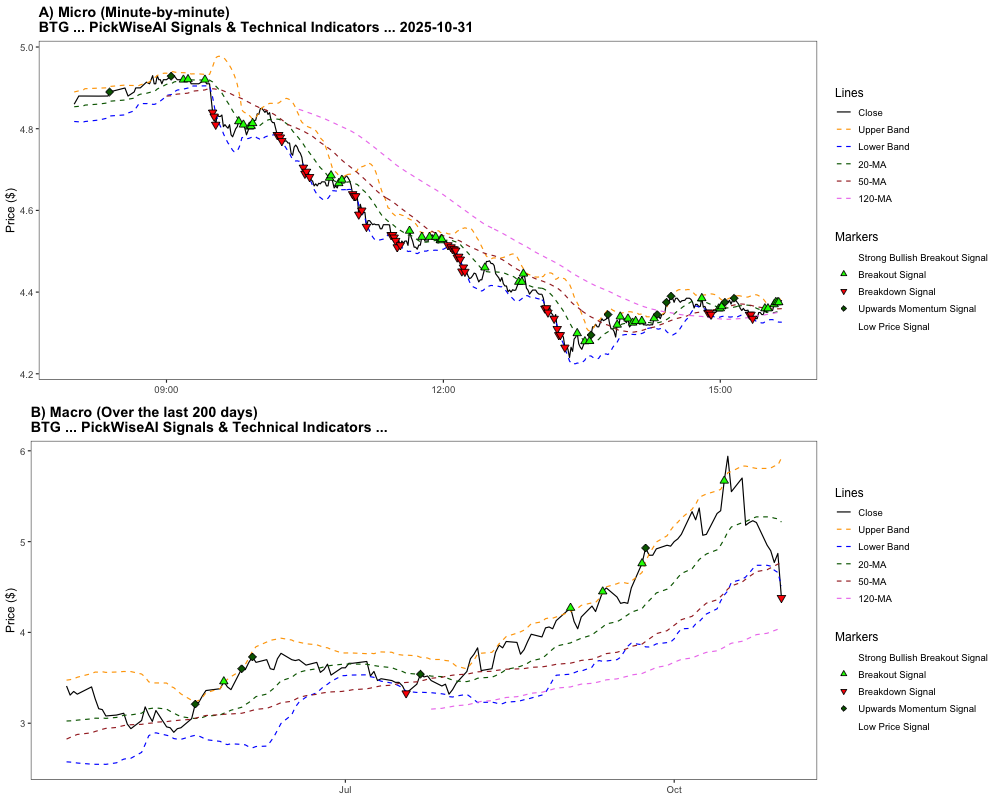 A) Micro (Minute-by-minute)
BTG ... PickWiseAI Signals & Technical Indicators ... 2025-10-31
5.0
4.8
4.6
4.4
4.2
Price ($)
09:00
12:00
15:00
Lines
Close
Upper Band
Lower Band
20-MA
50-MA
120-MA
Markers
Strong Bullish Breakout Signal
Breakout Signal
Breakdown Signal
Upwards Momentum Signal
Low Price Signal
B) Macro (Over the last 200 days)
BTG ... PickWiseAI Signals & Technical Indicators ...
6
5
4
3
Price ($)
Jul
Oct
Lines
Close
Upper Band
Lower Band
20-MA
50-MA
120-MA
Markers
Strong Bullish Breakout Signal
Breakout Signal
Breakdown Signal
Upwards Momentum Signal
Low Price Signal